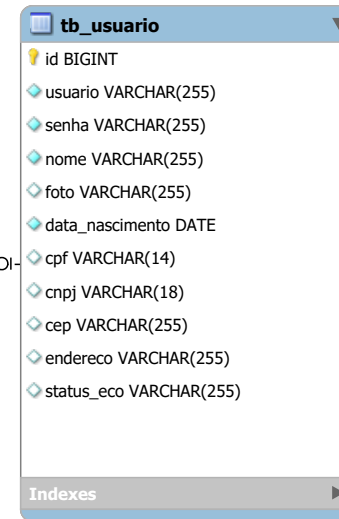 tb_usuario
id BIGINT
usuario VARCHAR(255)
senha VARCHAR(255)
nome VARCHAR(255)
foto VARCHAR(255)
data_nascimento DATE
cpf VARCHAR(14)
cnpj VARCHAR(18)
cep VARCHAR(255)
endereco VARCHAR(255)
status_eco VARCHAR(255)
Indexes